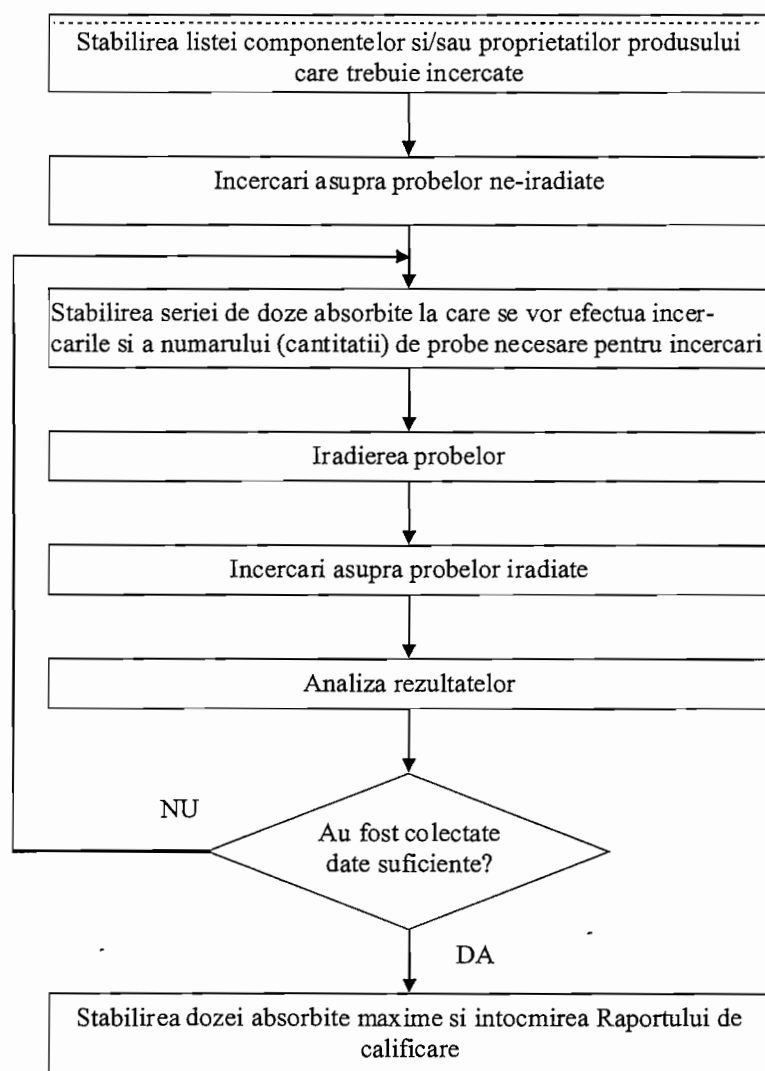 Stabilirea listei componentelor si/sau proprietatilor produsului
care trebuie incercate
Incercari asupra probelor ne-iradiate
Stabilirea seriei de doze absorbite la care se vor efectua incer-
carile si a numarului (cantitatii) de probe necesare pentru incercari
Iradierea probelor
Incercari asupra probelor iradiate
Analiza rezultatelor
NU
Au fost colectate
date suficiente?
DA
Stabilirea dozei absorbite maxime si intocmirea Raportului de
calificare